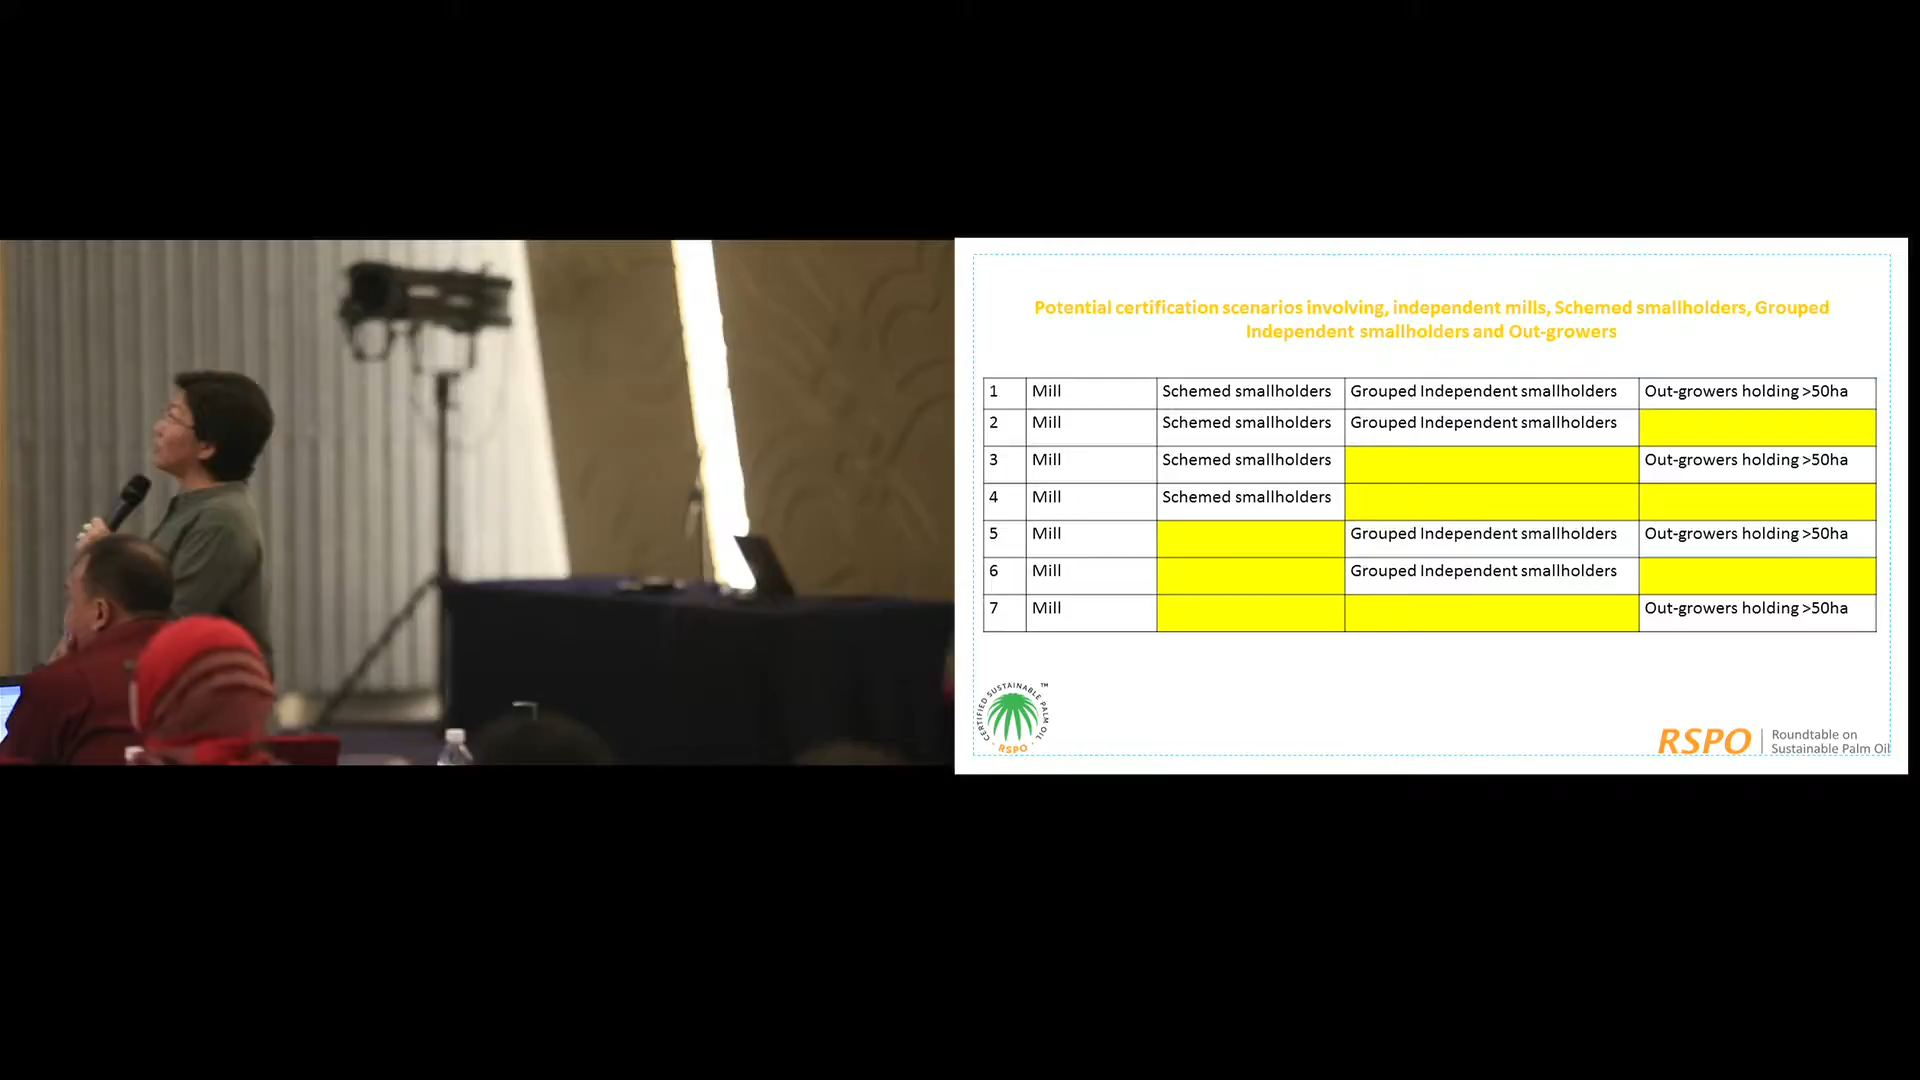 Potential certification scenarios involving, independent mills, Schemed smallholders, Grouped
Independent smallholders and Out-growers
1 Mill Schemed smallholders Grouped Independent smallholders Out-growers holding >50ha
2 Mill Schemed smallholders Grouped Independent smallholders
3 Mill Schemed smallholders Out-growers holding >50ha
4 Mill Schemed smallholders
5 Mill Grouped Independent smallholders Out-growers holding >50ha
6 Mill Grouped Independent smallholders
7 Mill Out-growers holding >50ha
CERTIFIED SUSTAINABLE PALM OIL ™
· RSPO ·
RSPO
Roundtable on
Sustainable Palm Oil